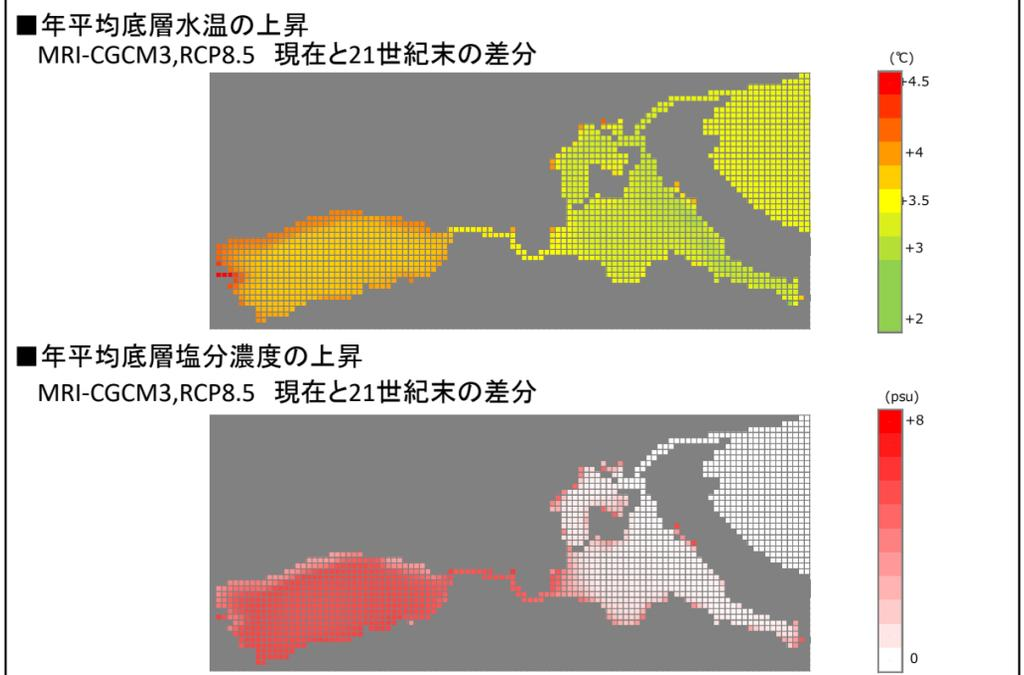 ■年平均底層水温の上昇
MRI-CGCM3,RCP8.5 現在と21世紀末の差分
(℃)
+4.5
+4
+3.5
+3
+2
■年平均底層塩分濃度の上昇
MRI-CGCM3,RCP8.5 現在と21世紀末の差分
(psu)
+8
0